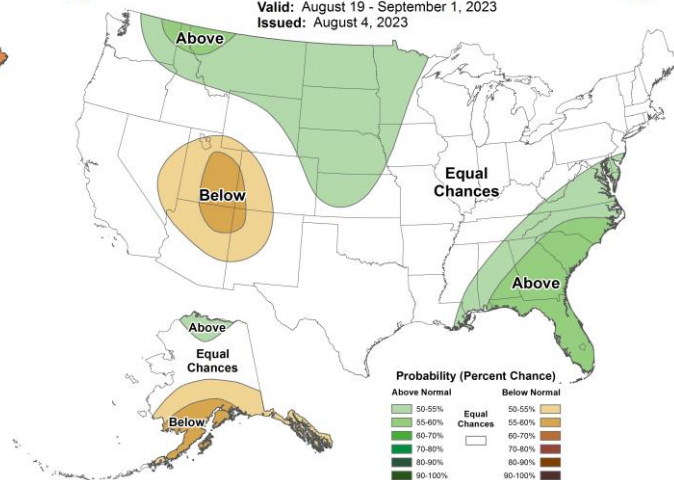 Valid: August 19 - September 1, 2023
Issued: August 4, 2023
Above
Below
Equal
Chances
Above
Above
Equal
Chances
Below
Probability (Percent Chance)
Above Normal
Below Normal
Equal
Chances
50-55%
50-55%
55-60%
55-60%
60-70%
60-70%
70-80%
70-80%
80-90%
80-90%
90-100%
90-100%